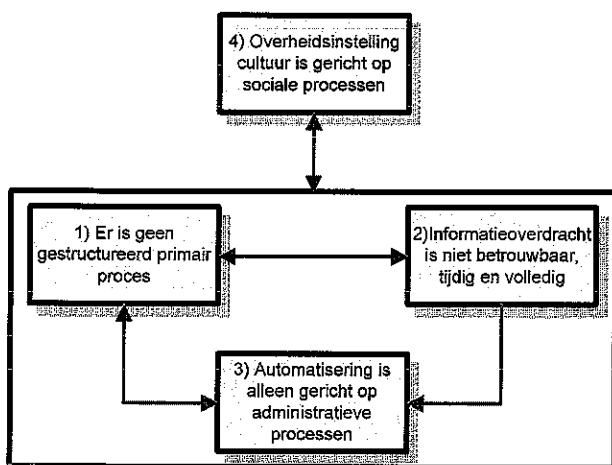 4) Overheidsinstelling
cultuur is gericht op
sociale processen
1) Er is geen
gestructureerd primair
proces
2)Informatieoverdracht
is niet betrouwbaar,
tijdig en volledig
3) Automatisering is
alleen gericht op
administratieve
processen